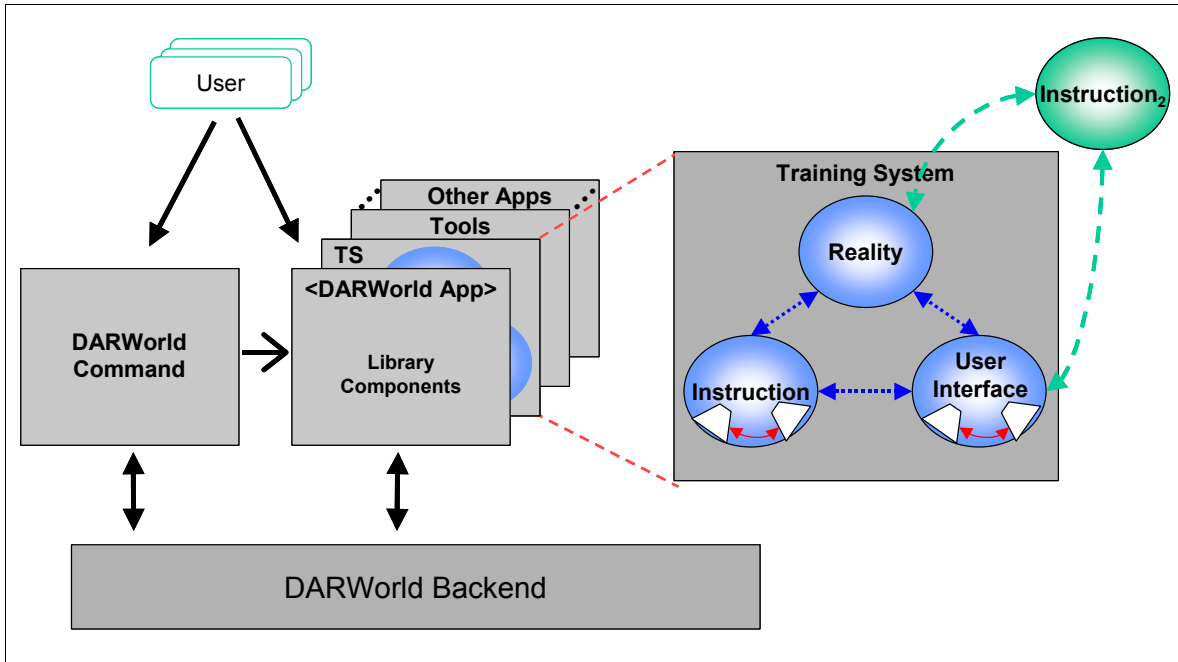 User
Other Apps
Tools
TS
<DARWorld App>
Library
Components
DARWorld
Command
DARWorld Backend
Training System
Reality
Instruction
User
Interface
Instruction₂